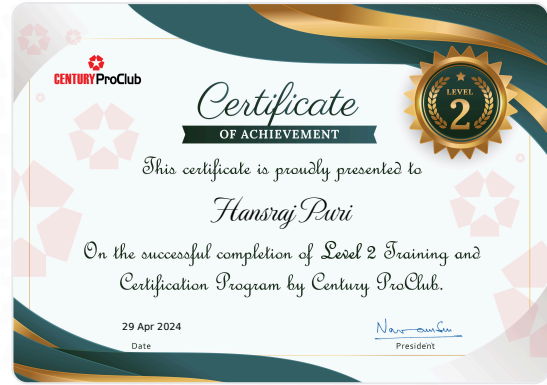 CENTURY ProClub
LEVEL
2
Certificate
OF ACHIEVEMENT
This certificate is proudly presented to
Hansraj Puri
On the successful completion of Level 2 Training and
Certification Program by Century ProClub.
29 Apr 2024
Date
President